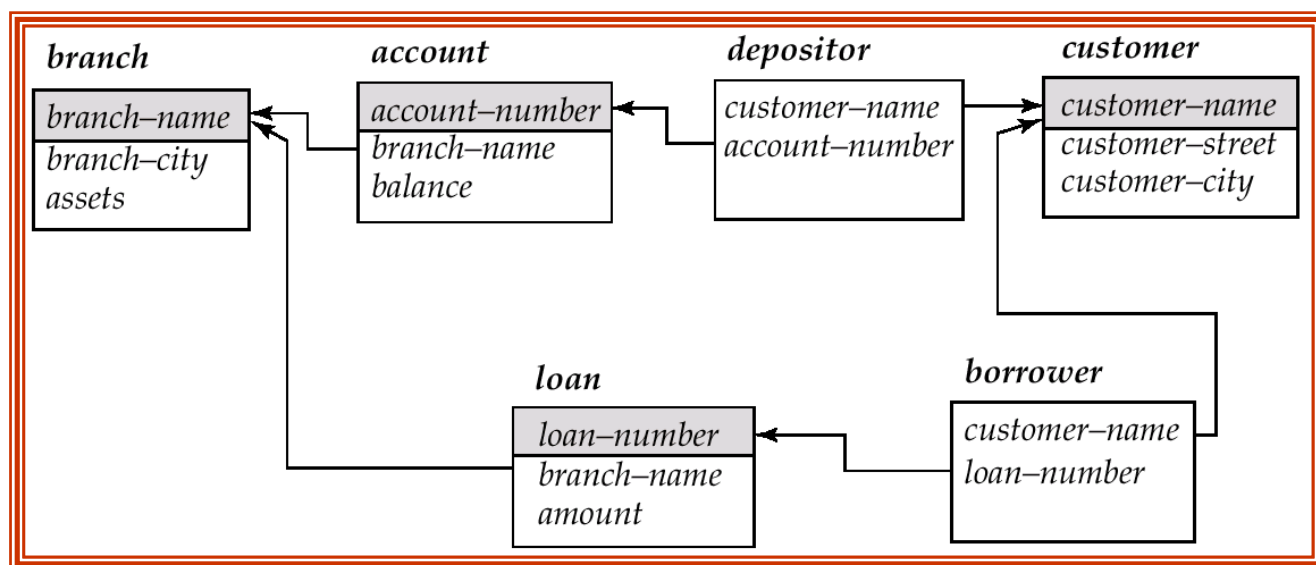 branch
branch–name
branch–city
assets
account
account–number
branch–name
balance
depositor
customer–name
account–number
customer
customer–name
customer–street
customer–city
loan
loan–number
branch–name
amount
borrower
customer–name
loan–number